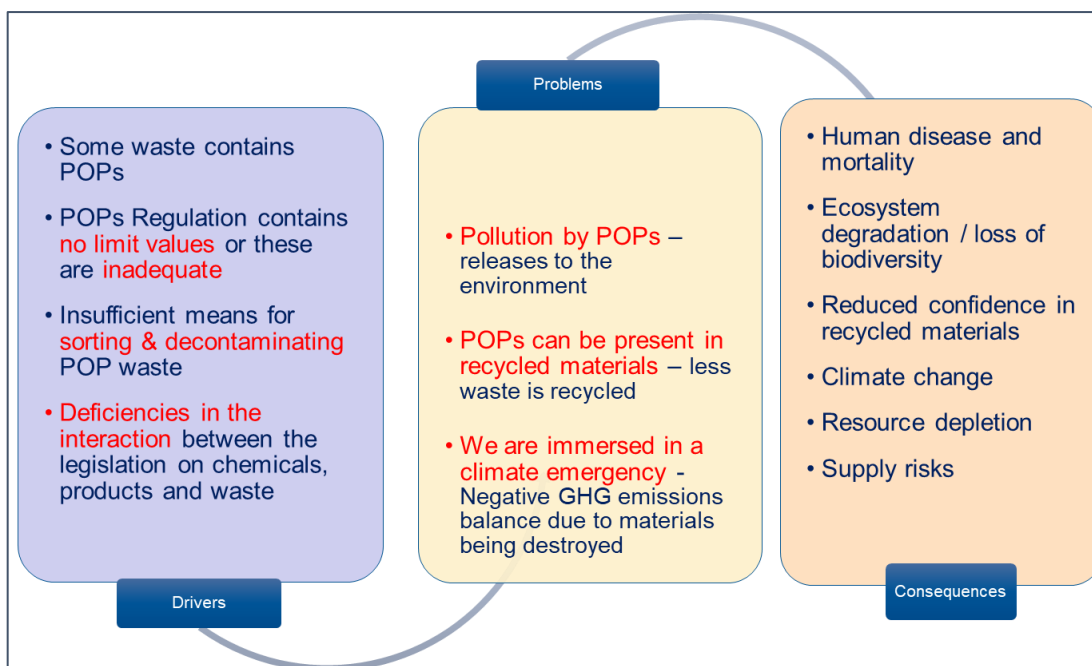 • Some waste contains
POPs
• POPs Regulation contains
no limit values or these
are inadequate
• Insufficient means for
sorting & decontaminating
POP waste
• Deficiencies in the
interaction between the
legislation on chemicals,
products and waste
Drivers
Problems
• Pollution by POPs –
releases to the
environment
• POPs can be present in
recycled materials – less
waste is recycled
• We are immersed in a
climate emergency -
Negative GHG emissions
balance due to materials
being destroyed
• Human disease and
mortality
• Ecosystem
degradation / loss of
biodiversity
• Reduced confidence in
recycled materials
• Climate change
• Resource depletion
• Supply risks
Consequences